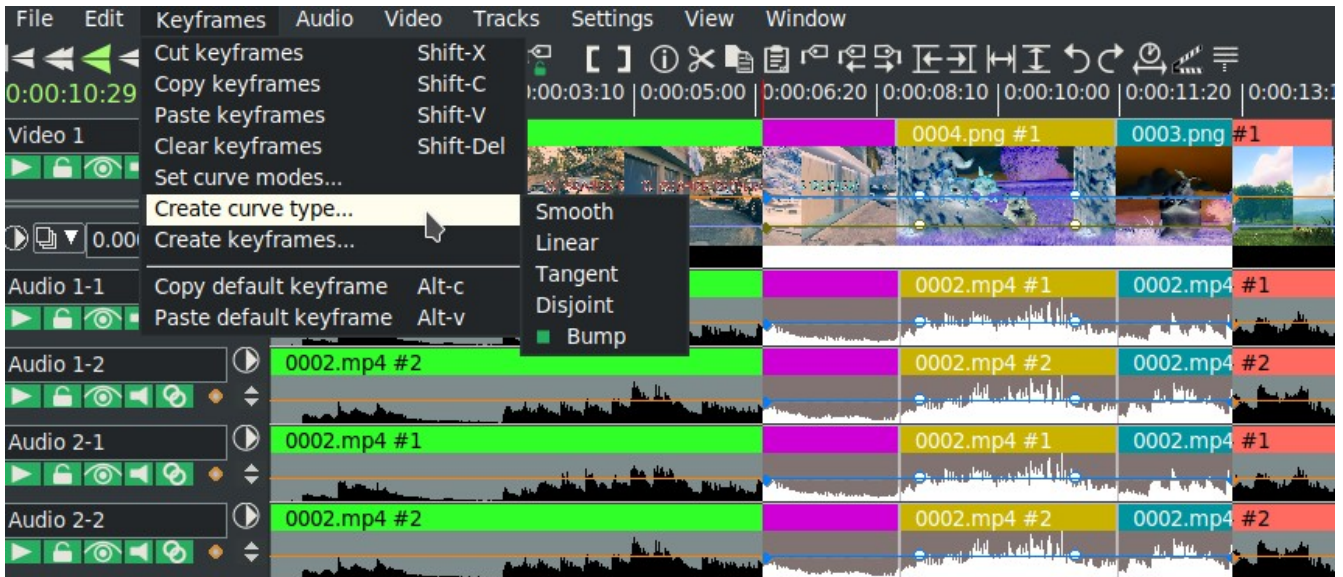 File Edit Keyframes Audio Video Tracks Settings View Window
Cut keyframes Shift-X
Copy keyframes Shift-C
0:00:10:29 0:00:05:00 0:00:06:20 0:00:08:10 0:00:10:00 0:00:11:20
Paste keyframes Shift-V
Video 1 0004.png #1 0003.png #1
Clear keyframes Shift-Del
Set curve modes...
Create curve type...
Smooth
Create keyframes...
Linear
Tangent
Audio 1-1 Copy default keyframe Alt-c 0002.mp4 #1 0002.mp4 #1
Disjoint
Paste default keyframe Alt-v
Bump
Audio 1-2 0002.mp4 #2 0002.mp4 #2 0002.mp4 #2
Audio 2-1 0002.mp4 #1 0002.mp4 #1 0002.mp4 #1
Audio 2-2 0002.mp4 #2 0002.mp4 #2 0002.mp4 #2